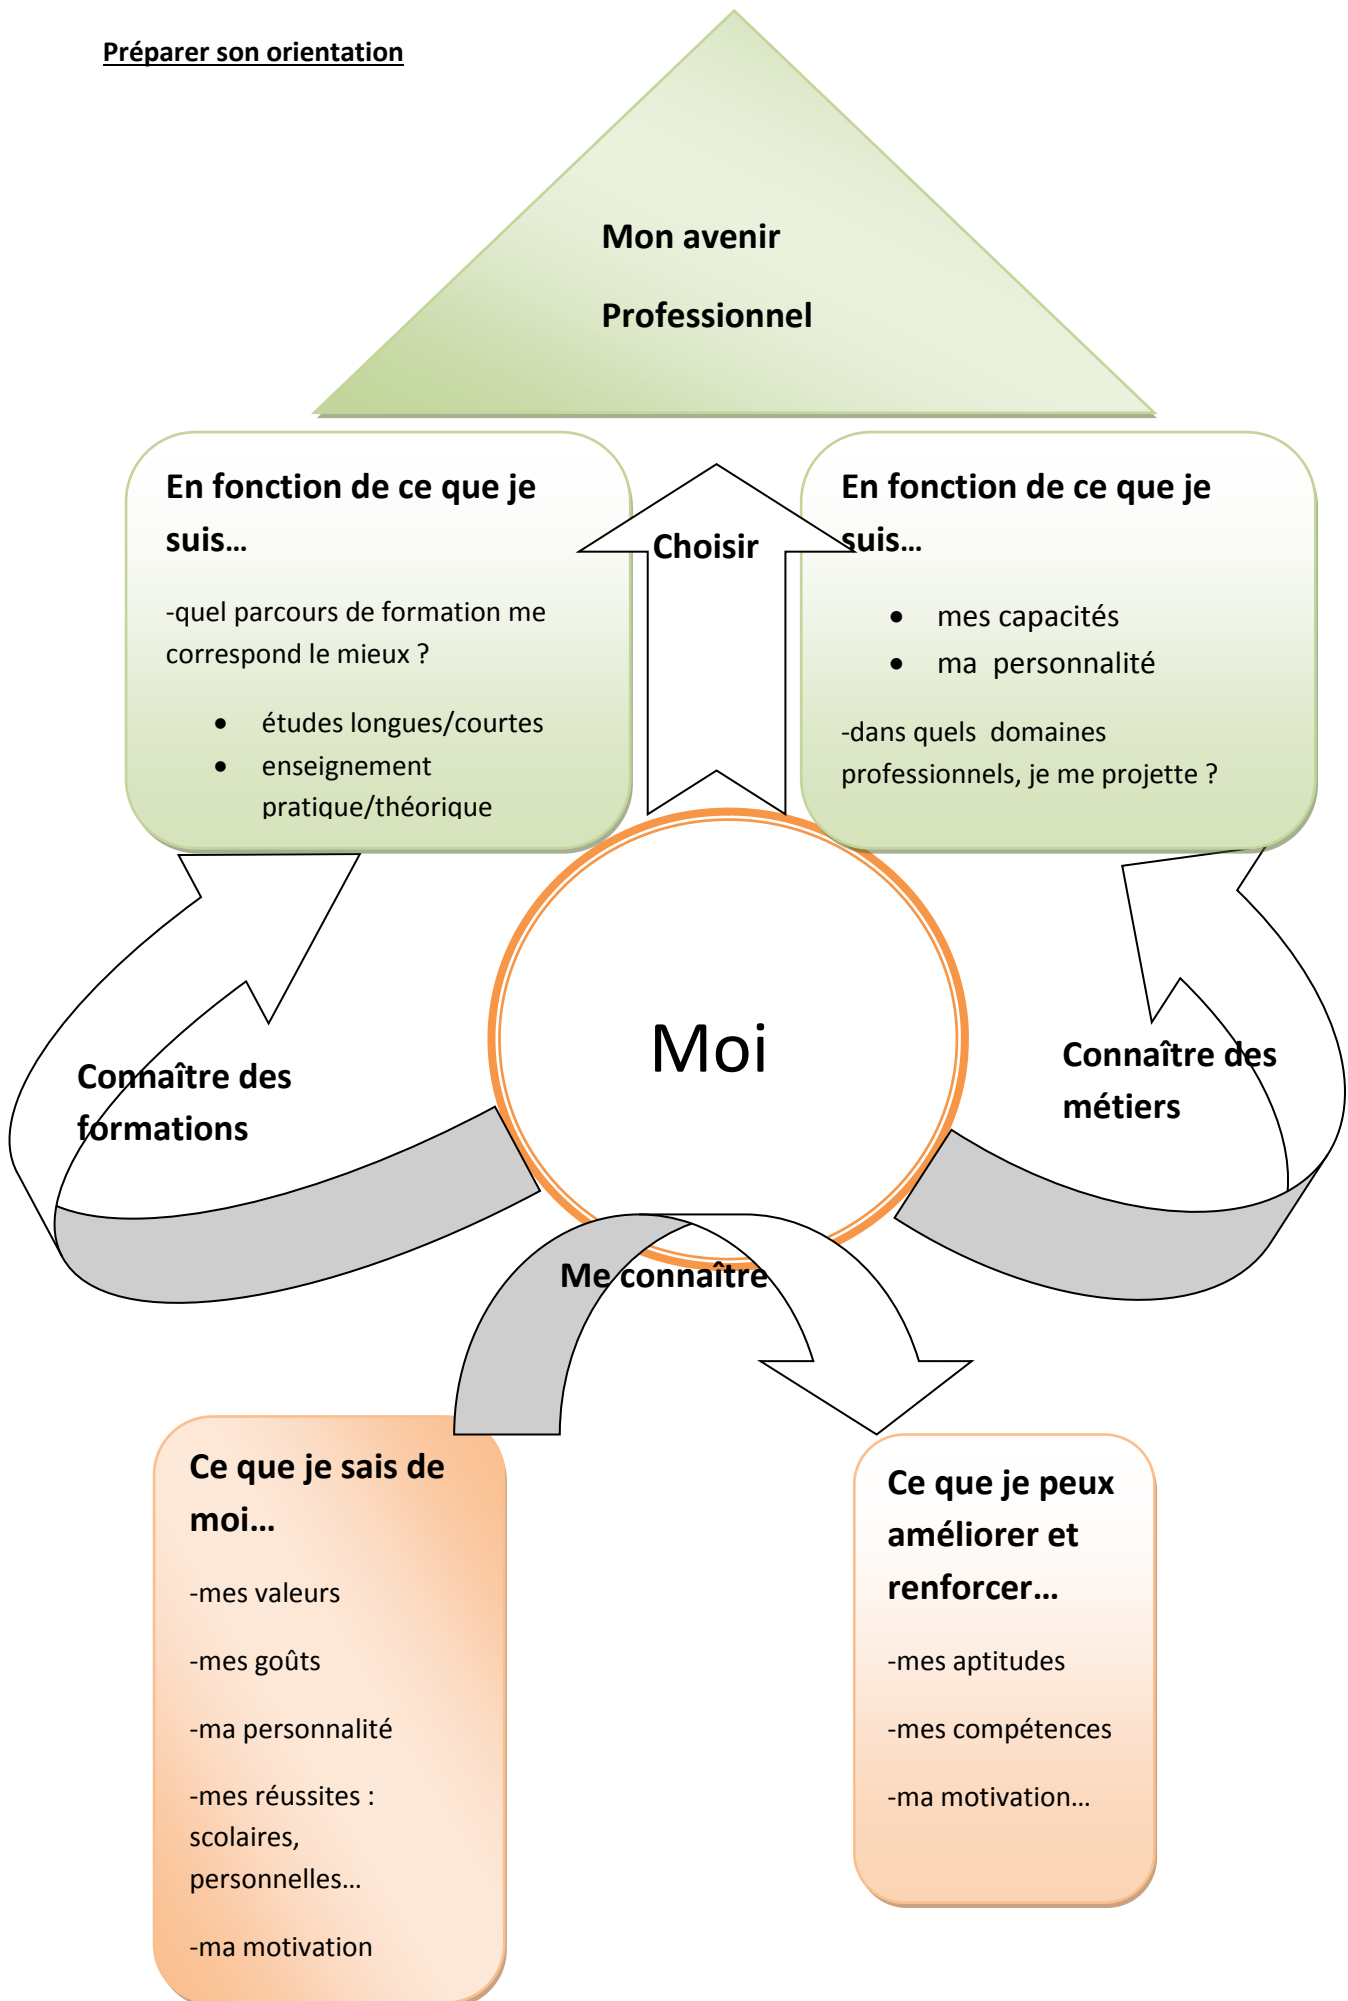 Préparer son orientation
Mon avenir
Professionnel
En fonction de ce que je
suis…
-quel parcours de formation me
correspond le mieux ?
• études longues/courtes
• enseignement
pratique/théorique
Choisir
En fonction de ce que je
suis…
• mes capacités
• ma  personnalité
-dans quels  domaines
professionnels, je me projette ?
Moi
Connaître des
formations
Connaître des
métiers
Me connaître
Ce que je sais de
moi…
-mes valeurs
-mes goûts
-ma personnalité
-mes réussites :
scolaires,
personnelles…
-ma motivation
Ce que je peux
améliorer et
renforcer…
-mes aptitudes
-mes compétences
-ma motivation…